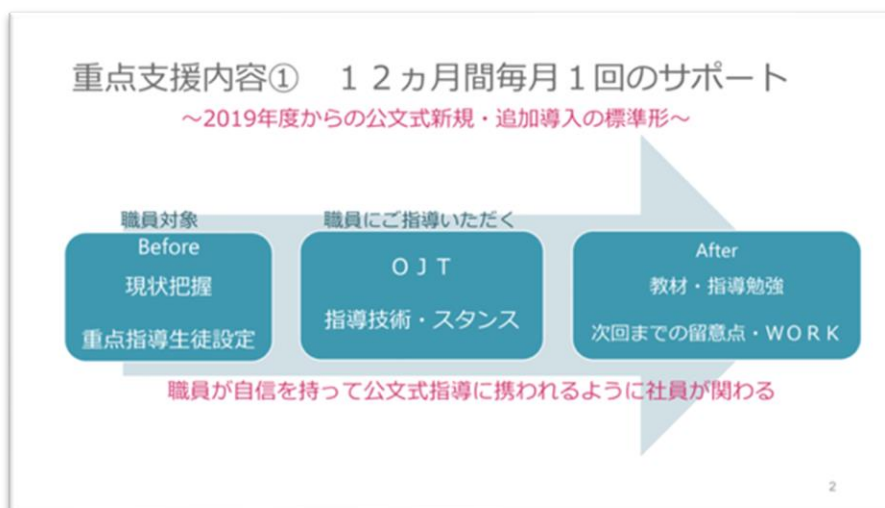 重点支援内容①　１２ヵ月間毎月１回のサポート
～2019年度からの公文式新規・追加導入の標準形～
職員対象
Before
現状把握
重点指導生徒設定
職員にご指導いただく
ＯＪＴ
指導技術・スタンス
After
教材・指導勉強
次回までの留意点・ＷＯＲＫ
職員が自信を持って公文式指導に携われるように社員が関わる
2